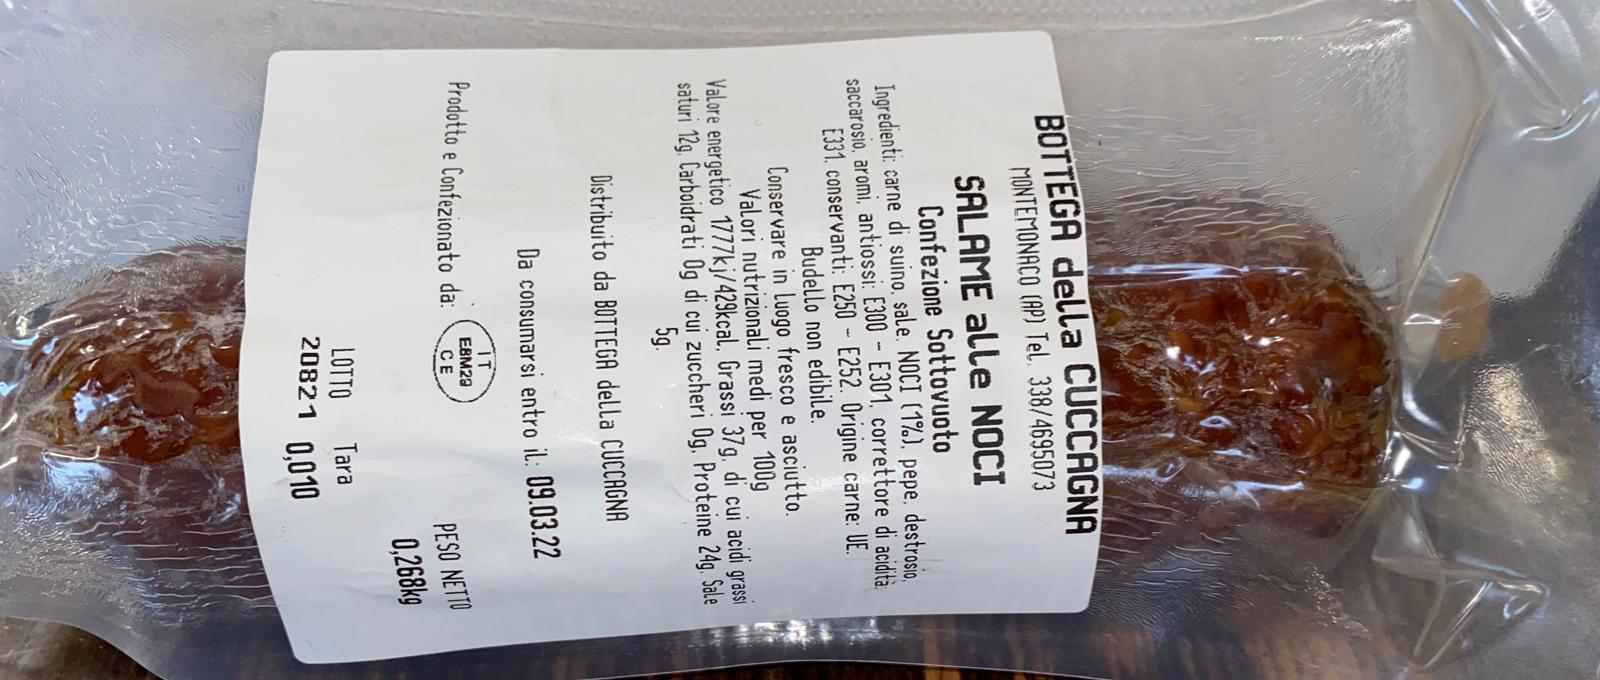 BOTTEGA della CUCCAGNA
MONTEMONACO (AP) Tel. 338/4695073
SALAME alle NOCI
Confezione Sottovuoto
Ingredienti: carne di suino, sale, NOCI (1%), pepe, destrosio,
saccarosio, aromi, antiossi: E300 - E301, correttore di acidità:
E331, conservanti: E250 - E252. Origine carne: UE.
Budello non edibile.
Conservare in luogo fresco e asciutto.
Valori nutrizionali medi per 100g
Valore energetico 1777kj/429kcal, Grassi 37g, di cui acidi grassi
saturi 12g, Carboidrati 0g di cui zuccheri 0g, Proteine 24g, Sale
5g.
Distribuito da BOTTEGA della CUCCAGNA
Da consumarsi entro il: 09.03.22
Prodotto e Confezionato da:
IT
E8M29
CE
PESO NETTO
0,268kg
LOTTO Tara
20821 0,010